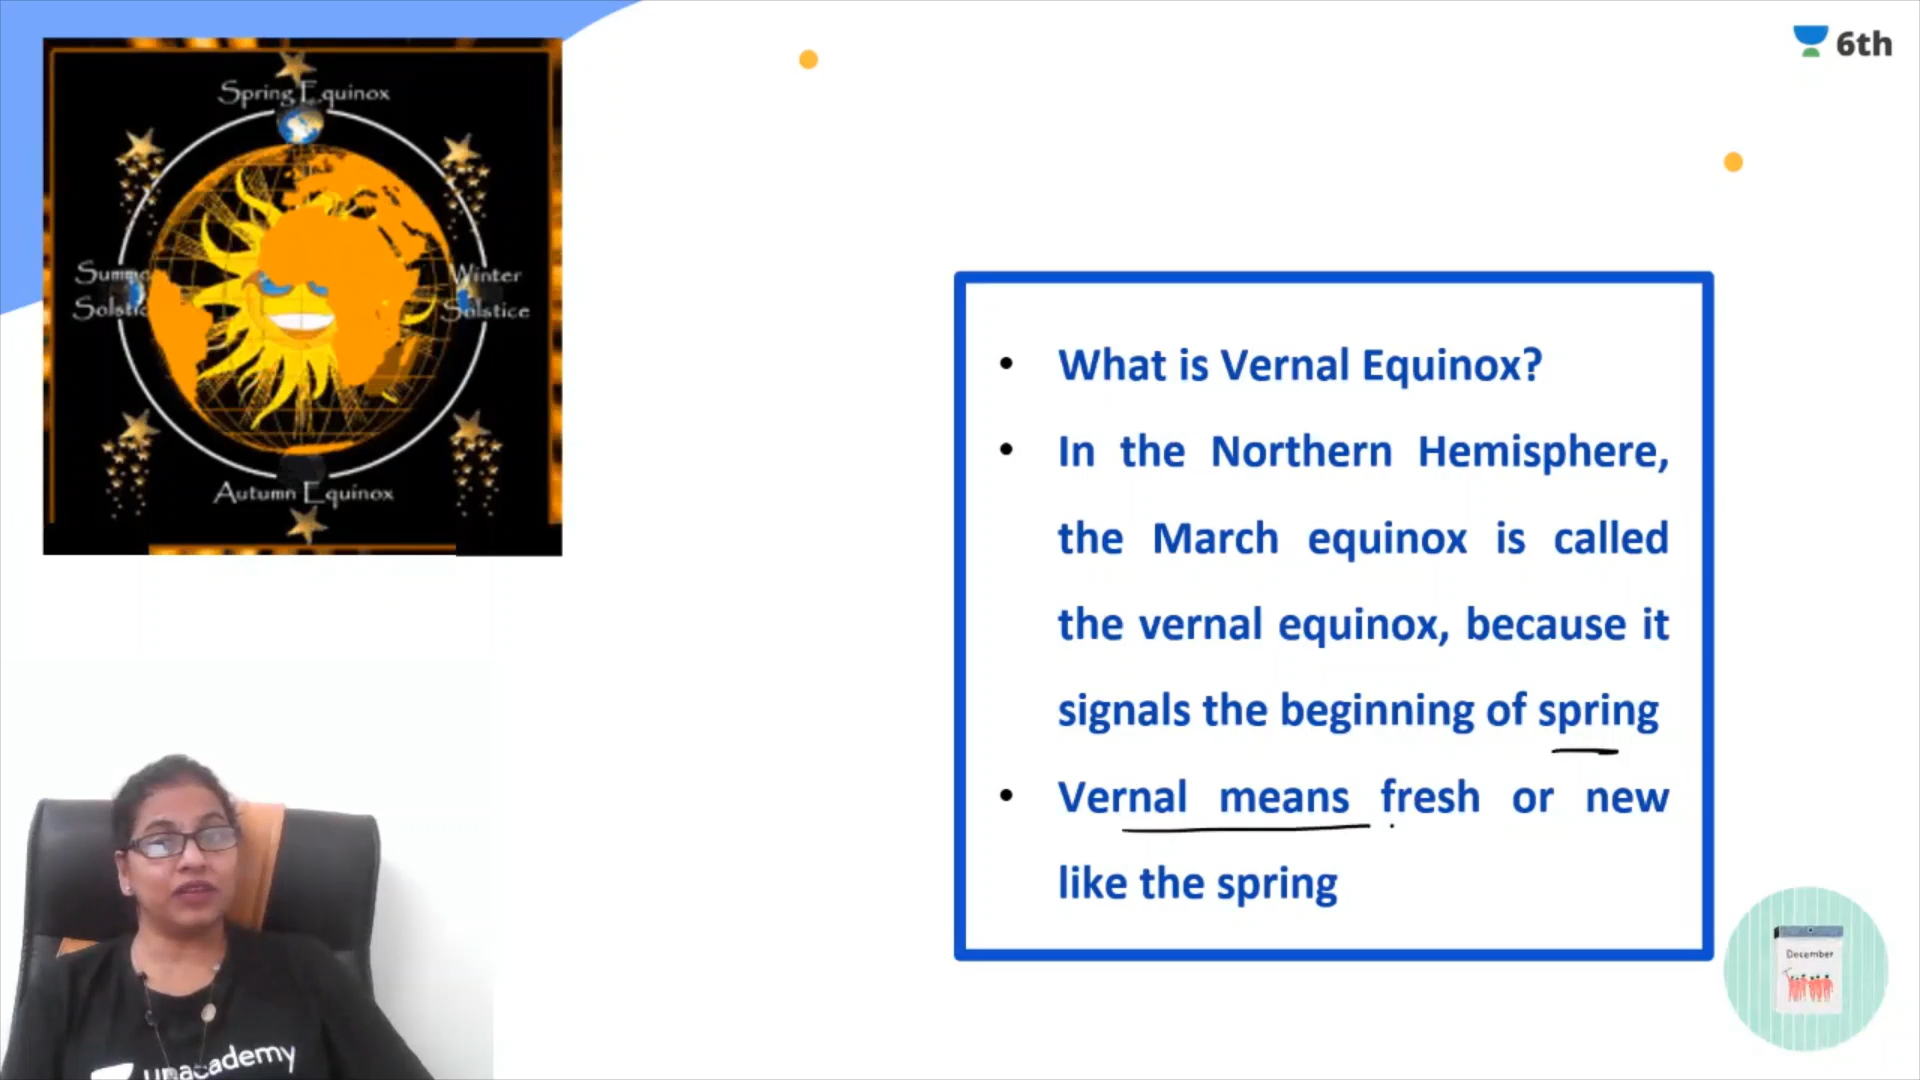 6th
Spring Equinox
Summe
Solstic
Winter
Solstice
Autumn Equinox
• What is Vernal Equinox?
• In the Northern Hemisphere,
the March equinox is called
the vernal equinox, because it
signals the beginning of spring
• Vernal means fresh or new
like the spring
December
unacademy